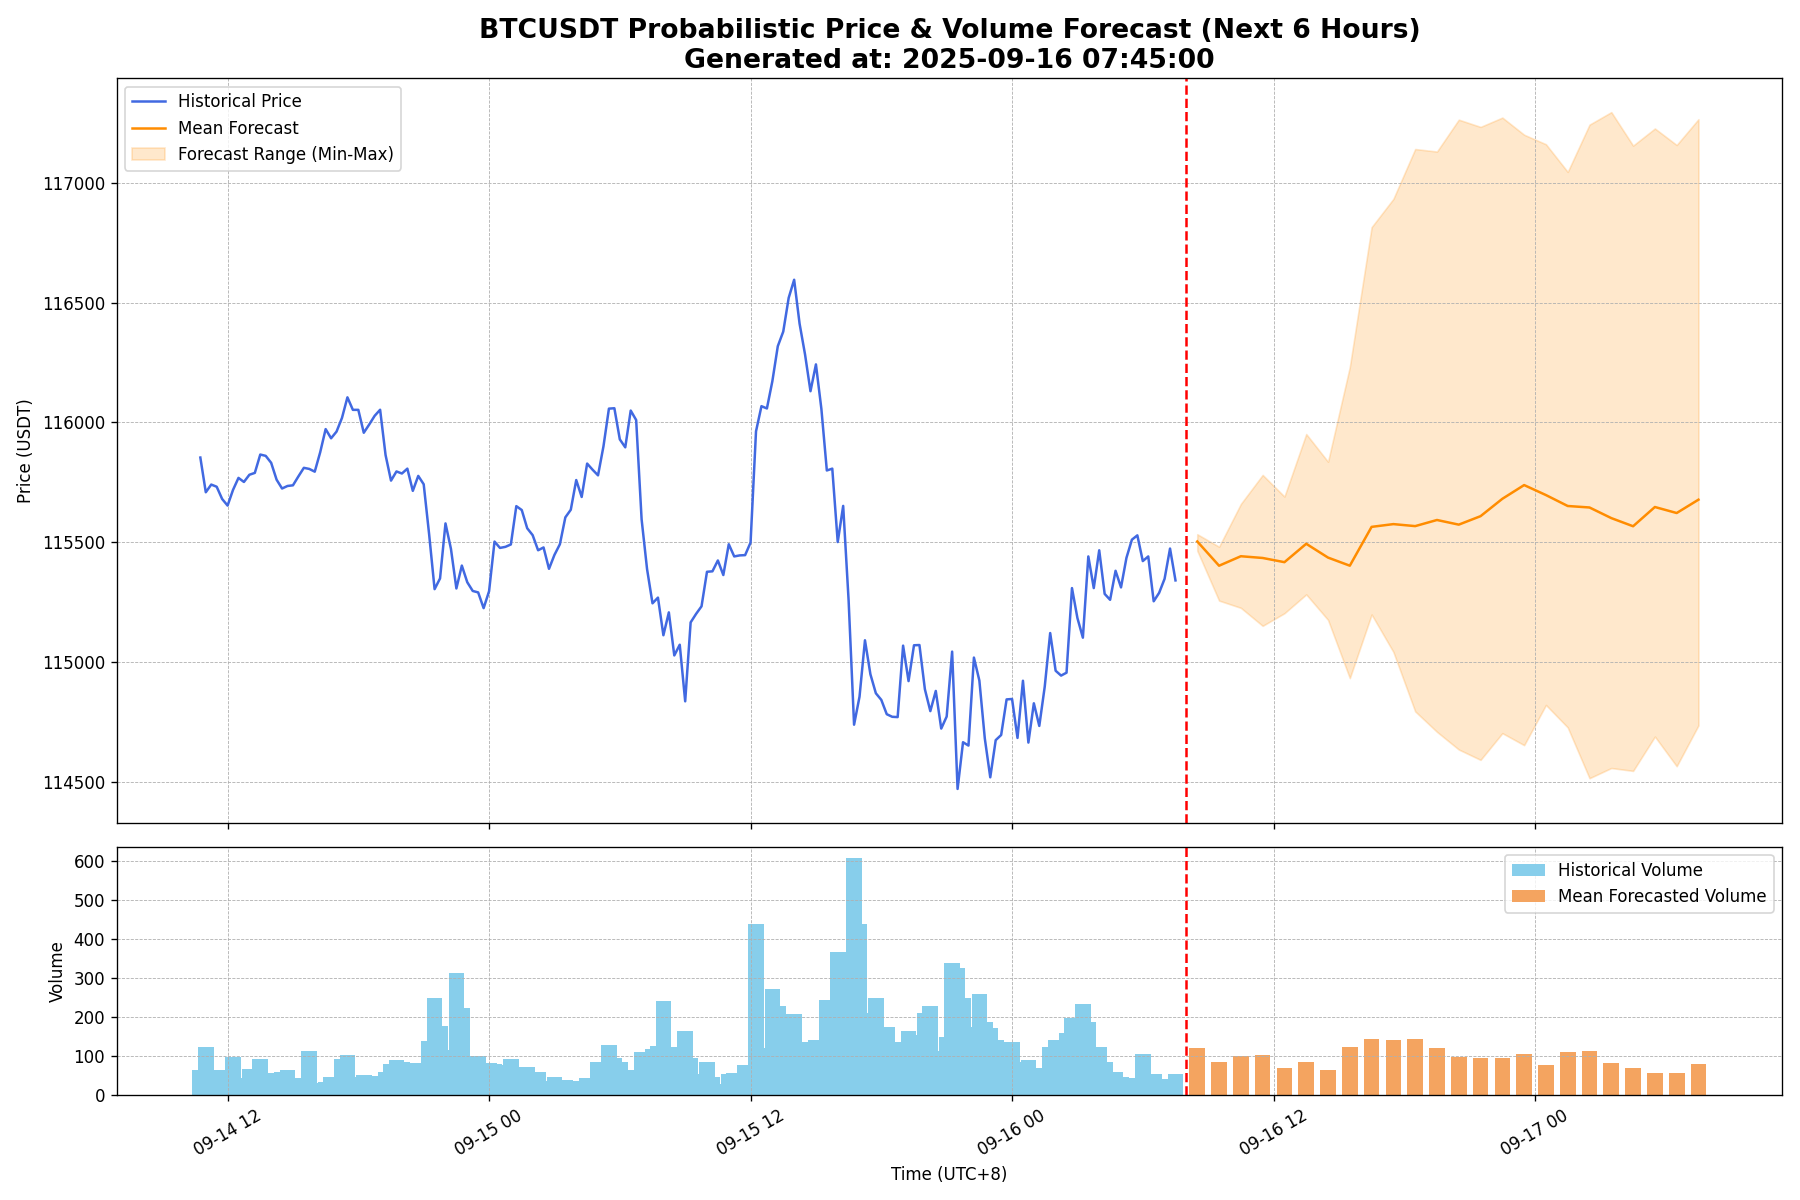 BTCUSDT Probabilistic Price & Volume Forecast (Next 6 Hours)
Generated at: 2025-09-16 07:45:00
Historical Price
Mean Forecast
Forecast Range (Min-Max)
Price (USDT)
117000
116500
116000
115500
115000
114500
Historical Volume
Mean Forecasted Volume
Volume
600
500
400
300
200
100
0
09-14 12
09-15 00
09-15 12
09-16 00
09-16 12
09-17 00
Time (UTC+8)